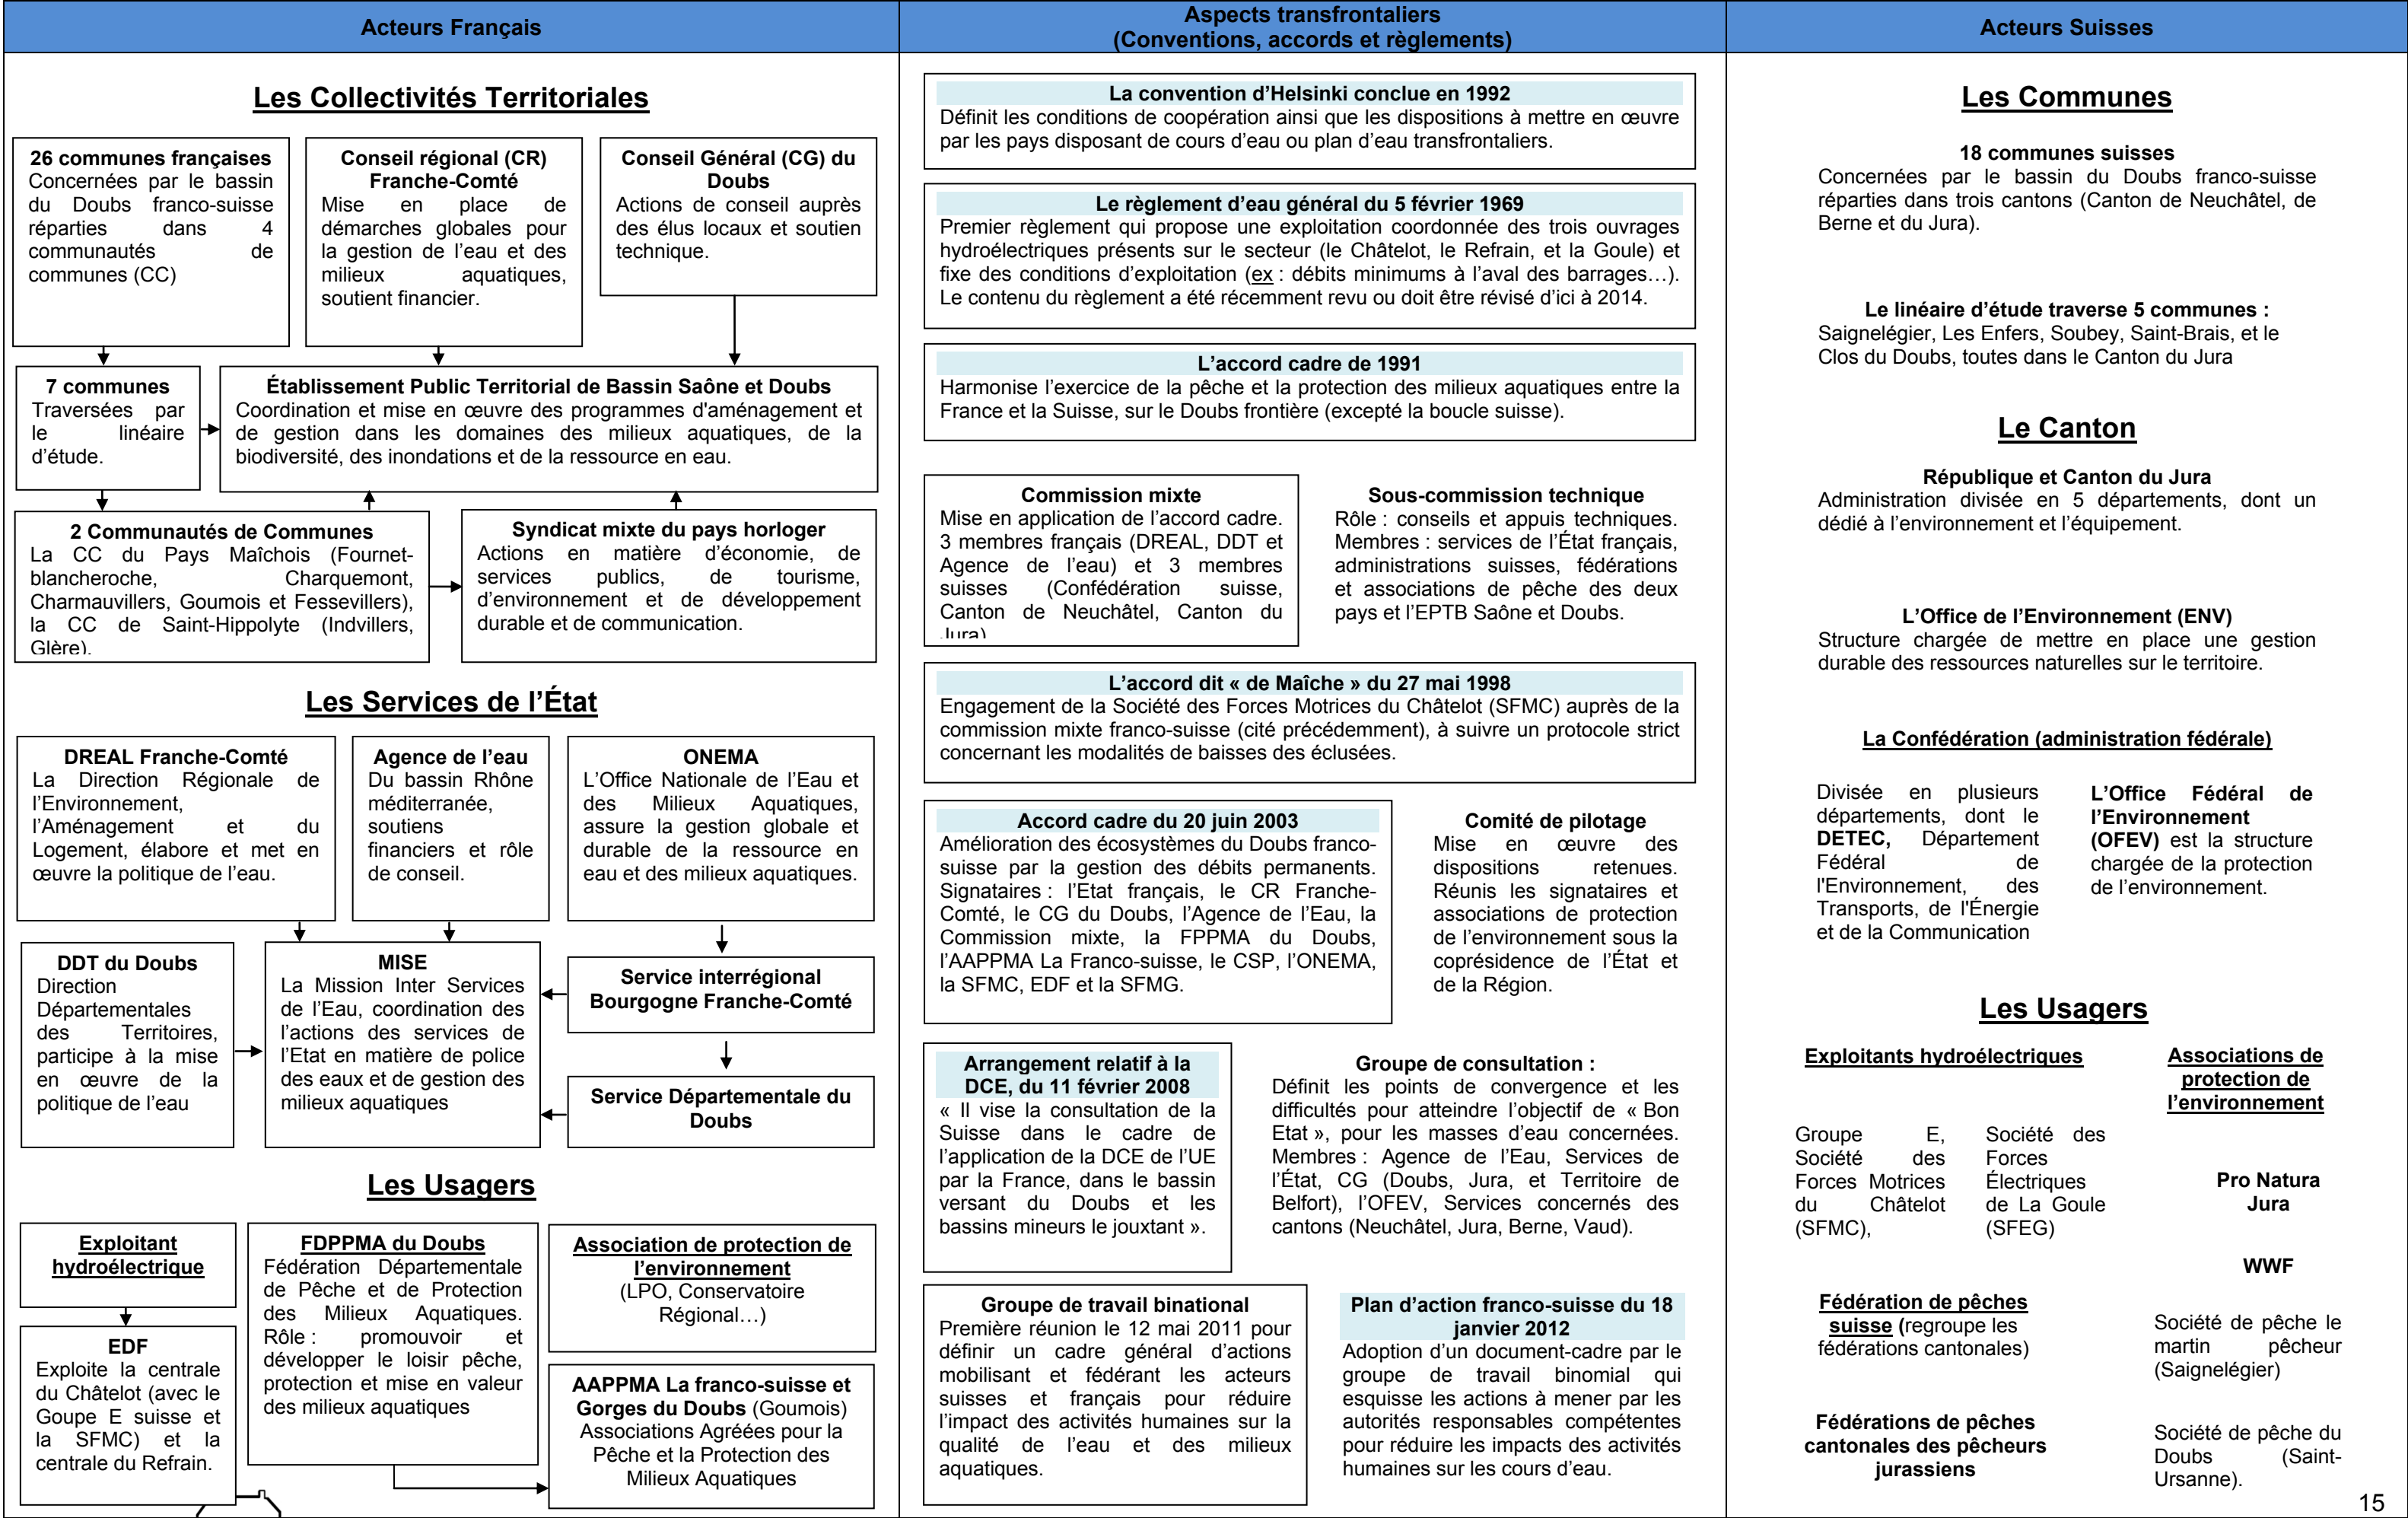 Acteurs Français
Aspects transfrontaliers
(Conventions, accords et règlements)
Acteurs Suisses
Les Collectivités Territoriales
26 communes françaises
Concernées par le bassin
du Doubs franco-suisse
réparties dans 4
communautés de
communes (CC)
Conseil régional (CR)
Franche-Comté
Mise en place de
démarches globales pour
la gestion de l'eau et des
milieux aquatiques,
soutient financier.
Conseil Général (CG) du
Doubs
Actions de conseil auprès
des élus locaux et soutien
technique.
7 communes
Traversées par
le linéaire
d'étude.
Établissement Public Territorial de Bassin Saône et Doubs
Coordination et mise en œuvre des programmes d'aménagement et
de gestion dans les domaines des milieux aquatiques, de la
biodiversité, des inondations et de la ressource en eau.
2 Communautés de Communes
La CC du Pays Maîchois (Fournet-
blancheroche, Charquemont,
Charmauvillers, Goumois et Fessevillers),
la CC de Saint-Hippolyte (Indvillers,
Glère).
Syndicat mixte du pays horloger
Actions en matière d'économie, de
services publics, de tourisme,
d'environnement et de développement
durable et de communication.
Les Services de l'État
DREAL Franche-Comté
La Direction Régionale de
l'Environnement,
l'Aménagement et du
Logement, élabore et met en
œuvre la politique de l'eau.
Agence de l'eau
Du bassin Rhône
méditerranée,
soutiens
financiers et rôle
de conseil.
ONEMA
L'Office Nationale de l'Eau et
des Milieux Aquatiques,
assure la gestion globale et
durable de la ressource en
eau et des milieux aquatiques.
DDT du Doubs
Direction
Départementales
des Territoires,
participe à la mise
en œuvre de la
politique de l'eau
MISE
La Mission Inter Services
de l'Eau, coordination des
l'actions des services de
l'Etat en matière de police
des eaux et de gestion des
milieux aquatiques
Service interrégional
Bourgogne Franche-Comté
Service Départementale du
Doubs
Les Usagers
Exploitant
hydroélectrique
EDF
Exploite la centrale
du Châtelot (avec le
Goupe E suisse et
la SFMC) et la
centrale du Refrain.
FDPPMA du Doubs
Fédération Départementale
de Pêche et de Protection
des Milieux Aquatiques.
Rôle : promouvoir et
développer le loisir pêche,
protection et mise en valeur
des milieux aquatiques
Association de protection de
l'environnement
(LPO, Conservatoire
Régional…)
AAPPMA La franco-suisse et
Gorges du Doubs (Goumois)
Associations Agréées pour la
Pêche et la Protection des
Milieux Aquatiques
La convention d'Helsinki conclue en 1992
Définit les conditions de coopération ainsi que les dispositions à mettre en œuvre
par les pays disposant de cours d'eau ou plan d'eau transfrontaliers.
Le règlement d'eau général du 5 février 1969
Premier règlement qui propose une exploitation coordonnée des trois ouvrages
hydroélectriques présents sur le secteur (le Châtelot, le Refrain, et la Goule) et
fixe des conditions d'exploitation (ex : débits minimums à l'aval des barrages…).
Le contenu du règlement a été récemment revu ou doit être révisé d'ici à 2014.
L'accord cadre de 1991
Harmonise l'exercice de la pêche et la protection des milieux aquatiques entre la
France et la Suisse, sur le Doubs frontière (excepté la boucle suisse).
Commission mixte
Mise en application de l'accord cadre.
3 membres français (DREAL, DDT et
Agence de l'eau) et 3 membres
suisses (Confédération suisse,
Canton de Neuchâtel, Canton du
Jura)
Sous-commission technique
Rôle : conseils et appuis techniques.
Membres : services de l'État français,
administrations suisses, fédérations
et associations de pêche des deux
pays et l'EPTB Saône et Doubs.
L'accord dit « de Maîche » du 27 mai 1998
Engagement de la Société des Forces Motrices du Châtelot (SFMC) auprès de la
commission mixte franco-suisse (cité précédemment), à suivre un protocole strict
concernant les modalités de baisses des éclusées.
Accord cadre du 20 juin 2003
Amélioration des écosystèmes du Doubs franco-
suisse par la gestion des débits permanents.
Signataires : l'Etat français, le CR Franche-
Comté, le CG du Doubs, l'Agence de l'Eau, la
Commission mixte, la FPPMA du Doubs,
l'AAPPMA La Franco-suisse, le CSP, l'ONEMA,
la SFMC, EDF et la SFMG.
Comité de pilotage
Mise en œuvre des
dispositions retenues.
Réunis les signataires et
associations de protection
de l'environnement sous la
coprésidence de l'État et
de la Région.
Arrangement relatif à la
DCE, du 11 février 2008
« Il vise la consultation de la
Suisse dans le cadre de
l'application de la DCE de l'UE
par la France, dans le bassin
versant du Doubs et les
bassins mineurs le jouxtant ».
Groupe de consultation :
Définit les points de convergence et les
difficultés pour atteindre l'objectif de « Bon
Etat », pour les masses d'eau concernées.
Membres : Agence de l'Eau, Services de
l'État, CG (Doubs, Jura, et Territoire de
Belfort), l'OFEV, Services concernés des
cantons (Neuchâtel, Jura, Berne, Vaud).
Groupe de travail binational
Première réunion le 12 mai 2011 pour
définir un cadre général d'actions
mobilisant et fédérant les acteurs
suisses et français pour réduire
l'impact des activités humaines sur la
qualité de l'eau et des milieux
aquatiques.
Plan d'action franco-suisse du 18
janvier 2012
Adoption d'un document-cadre par le
groupe de travail binomial qui
esquisse les actions à mener par les
autorités responsables compétentes
pour réduire les impacts des activités
humaines sur les cours d'eau.
Les Communes
18 communes suisses
Concernées par le bassin du Doubs franco-suisse
réparties dans trois cantons (Canton de Neuchâtel, de
Berne et du Jura).
Le linéaire d'étude traverse 5 communes :
Saignelégier, Les Enfers, Soubey, Saint-Brais, et le
Clos du Doubs, toutes dans le Canton du Jura
Le Canton
République et Canton du Jura
Administration divisée en 5 départements, dont un
dédié à l'environnement et l'équipement.
L'Office de l'Environnement (ENV)
Structure chargée de mettre en place une gestion
durable des ressources naturelles sur le territoire.
La Confédération (administration fédérale)
Divisée en plusieurs
départements, dont le
DETEC, Département
Fédéral de
l'Environnement, des
Transports, de l'Énergie
et de la Communication
L'Office Fédéral de
l'Environnement
(OFEV) est la structure
chargée de la protection
de l'environnement.
Les Usagers
Exploitants hydroélectriques
Groupe E,
Société des
Forces Motrices
du Châtelot
(SFMC),
Société des
Forces
Électriques
de La Goule
(SFEG)
Fédération de pêches
suisse (regroupe les
fédérations cantonales)
Fédérations de pêches
cantonales des pêcheurs
jurassiens
Associations de
protection de
l'environnement
Pro Natura
Jura
WWF
Société de pêche le
martin pêcheur
(Saignelégier)
Société de pêche du
Doubs (Saint-
Ursanne).
15